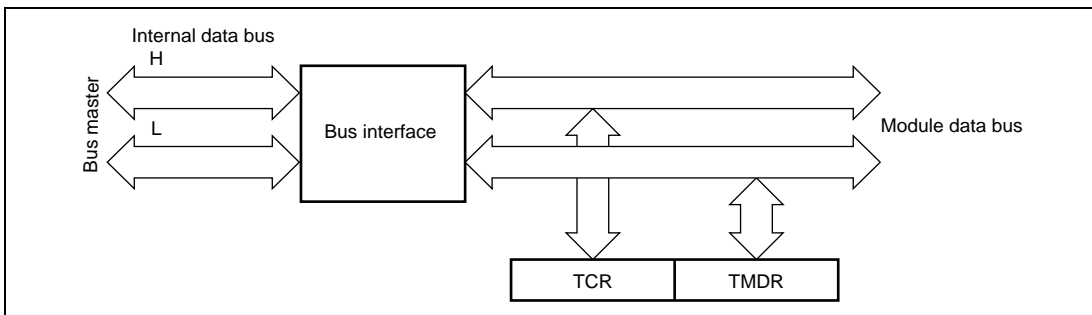 Internal data bus
H
Bus master
L
Bus interface
Module data bus
TCR
TMDR